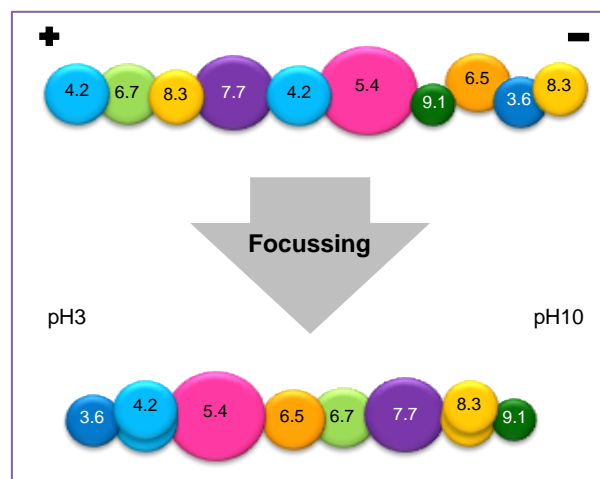 + −
4.2 6.7 8.3 7.7 4.2 5.4 9.1 6.5 3.6 8.3
Focussing
pH3 pH10
3.6 4.2 5.4 6.5 6.7 7.7 8.3 9.1